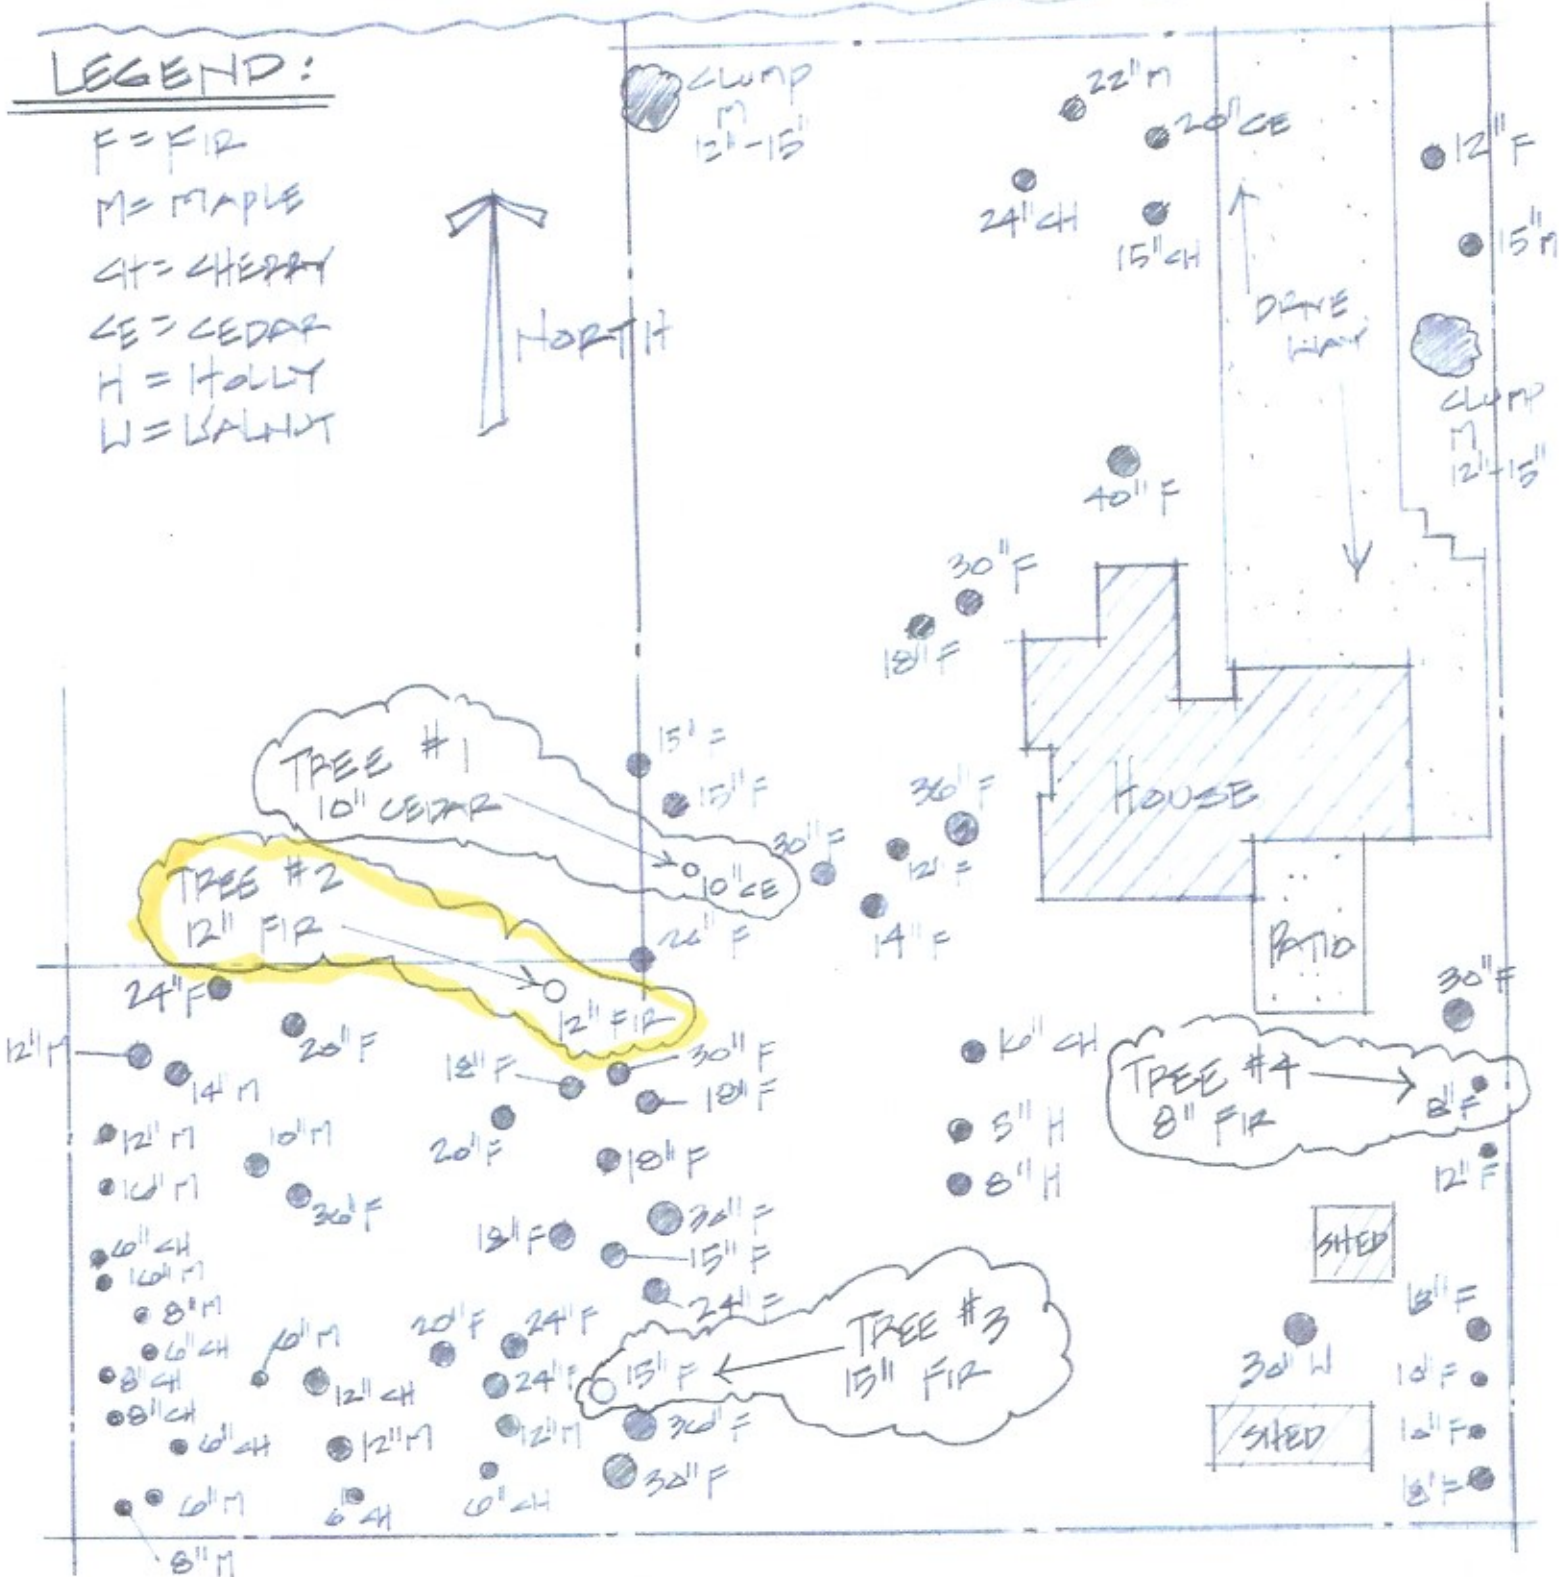 LEGEND:
F = FIR
M = MAPLE
CH = CHERRY
CE = CEDAR
H = HOLLY
W = WALNUT
NORTH
CLUMP
M
12"-15"
22"M
20"CE
24"CH
15"CH
12"F
15"M
DRIVE
WAY
CLUMP
M
12"-15"
40"F
30"F
18"F
HOUSE
PATIO
TREE #1
10" CEDAR
10"CE
15"F
15"F
30"F
36"F
12"F
14"F
TREE #2
12" FIR
12" FIR
24"F
20"F
12"M
14"M
12"M
10"M
36"F
18"F
30"F
18"F
20"F
18"F
30"F
18"F
15"F
24"F
16" CH
5" H
8" H
30"F
TREE #4
8" FIR
8"F
12"F
SHED
6"CH
16"M
8"M
6"CH
8"CH
8"CH
6"CH
6"M
12"CH
12"M
20"F
24"F
24"F
12"M
TREE #3
15" FIR
15"F
36"F
30"F
6"CH
6"CH
6"M
8"M
30"W
SHED
18"F
10"F
10"F
18"F